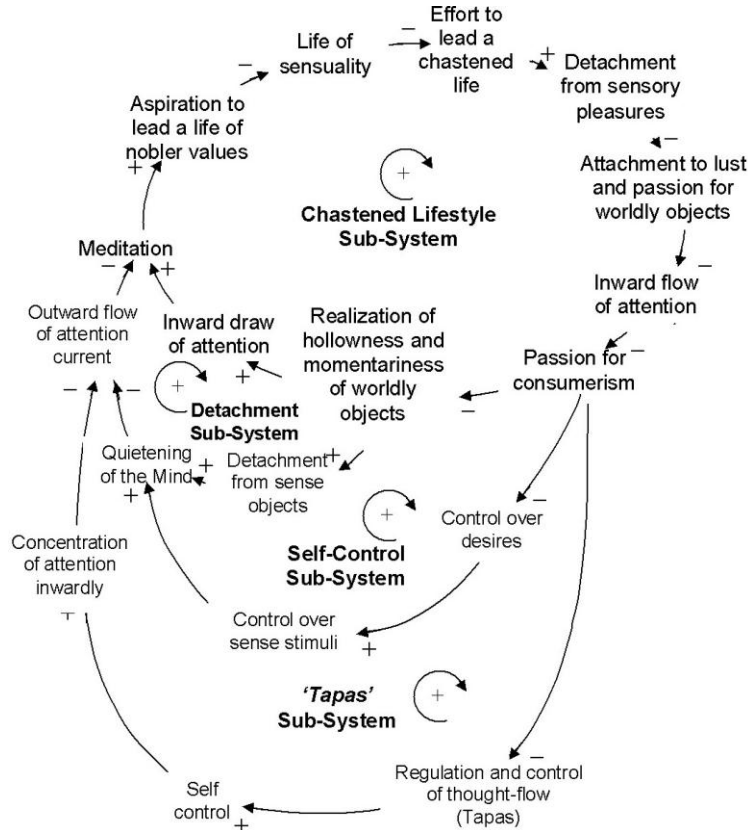 Effort to
lead a
chastened
life
Life of
sensuality
Detachment
from sensory
pleasures
Aspiration to
lead a life of
nobler values
Attachment to lust
and passion for
worldly objects
Chastened Lifestyle
Sub-System
Meditation
Inward flow
of attention
Outward flow
of attention
current
Inward draw
of attention
Realization of
hollowness and
momentariness
of worldly
objects
Passion for
consumerism
Detachment
Sub-System
Quietening
of the Mind
Detachment
from sense
objects
Control over
desires
Self-Control
Sub-System
Concentration
of attention
inwardly
Control over
sense stimuli
'Tapas'
Sub-System
Self
control
Regulation and control
of thought-flow
(Tapas)